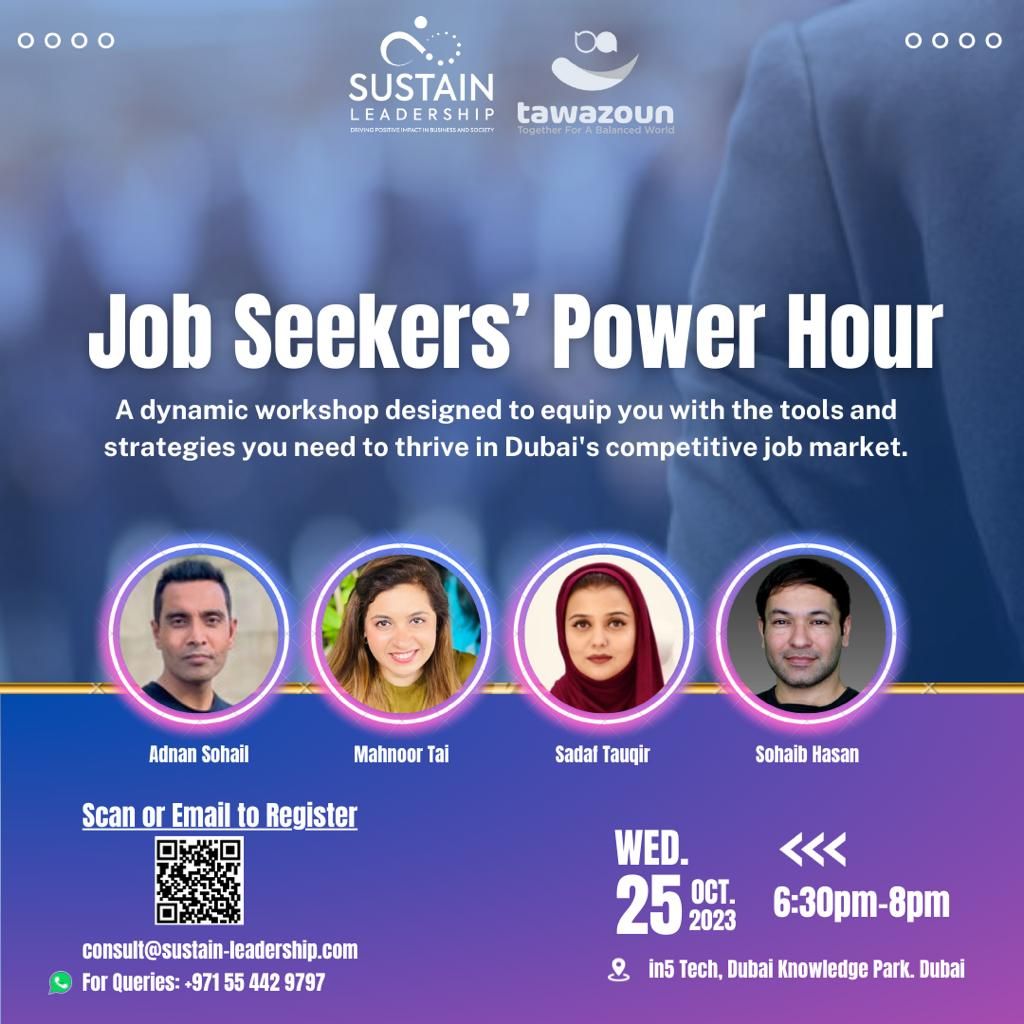 SUSTAIN
LEADERSHIP
DRIVING POSITIVE IMPACT IN BUSINESS AND SOCIETY
tawazoun
Together For A Balanced World
Job Seekers’ Power Hour
A dynamic workshop designed to equip you with the tools and
strategies you need to thrive in Dubai's competitive job market.
Adnan Sohail
Mahnoor Tai
Sadaf Tauqir
Sohaib Hasan
Scan or Email to Register
consult@sustain-leadership.com
For Queries: +971 55 442 9797
WED.
25 OCT.
2023
6:30pm-8pm
in5 Tech, Dubai Knowledge Park. Dubai